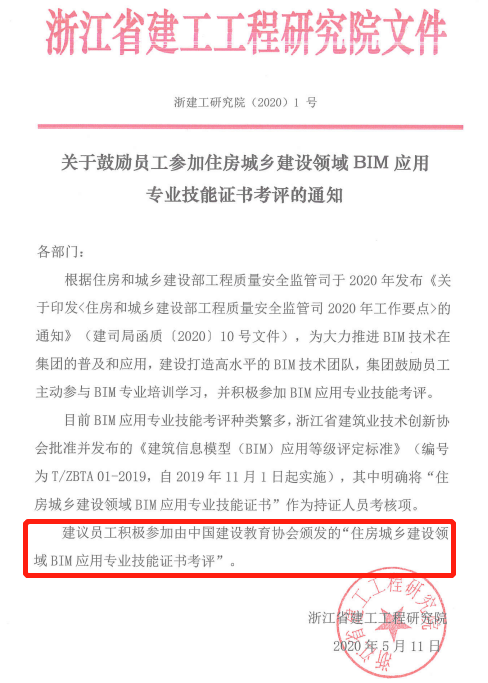 浙江省建工工程研究院文件
浙建工研究院（2020）1 号
关于鼓励员工参加住房城乡建设领域 BIM 应用
专业技能证书考评的通知
各部门：
根据住房和城乡建设部工程质量安全监管司于 2020 年发布《关
于印发<住房和城乡建设部工程质量安全监管司 2020 年工作要点>的
通知》（建司局函质〔2020〕10 号文件），为大力推进 BIM 技术在
集团的普及和应用，建设打造高水平的 BIM 技术团队，集团鼓励员工
主动参与 BIM 专业培训学习，并积极参加 BIM 应用专业技能考评。
目前 BIM 应用专业技能考评种类繁多，浙江省建筑业技术创新协
会批准并发布的《建筑信息模型（BIM）应用等级评定标准》（编号
为 T/ZBTA 01-2019，自 2019 年 11 月 1 日起实施），其中明确将“住
房城乡建设领域 BIM 应用专业技能证书”作为持证人员考核项。
建议员工积极参加由中国建设教育协会颁发的“住房城乡建设领
域 BIM 应用专业技能证书考评”。
浙江省建工工程研究院
2020 年 5 月 11 日
浙江省建工工程研究院